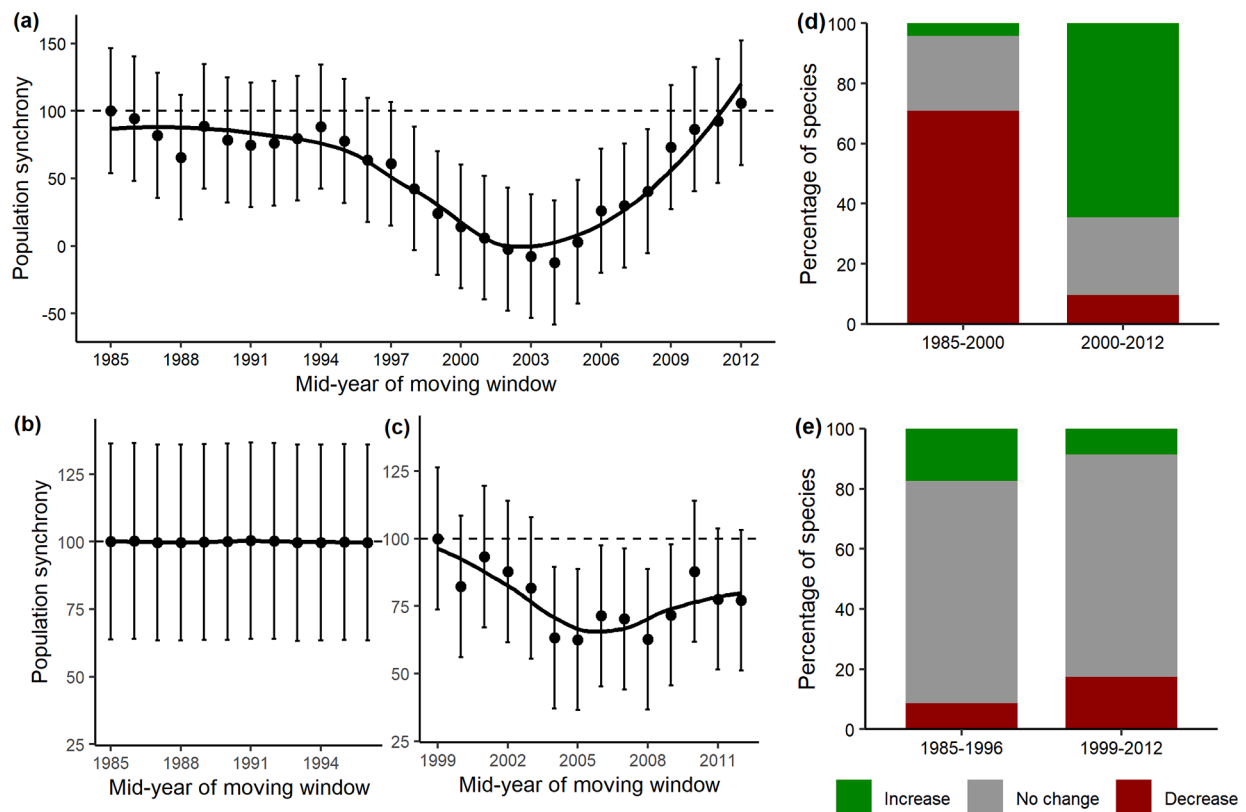 (a)
Population synchrony
150
100
50
0
-50
1985 1988 1991 1994 1997 2000 2003 2006 2009 2012
Mid-year of moving window
(d)
Percentage of species
100
80
60
40
20
0
1985-2000 2000-2012
(b)
Population synchrony
125
100
75
50
25
1985 1988 1991 1994
Mid-year of moving window
(c)
125
100
75
50
25
1999 2002 2005 2008 2011
Mid-year of moving window
(e)
Percentage of species
100
80
60
40
20
0
1985-1996 1999-2012
Increase No change Decrease